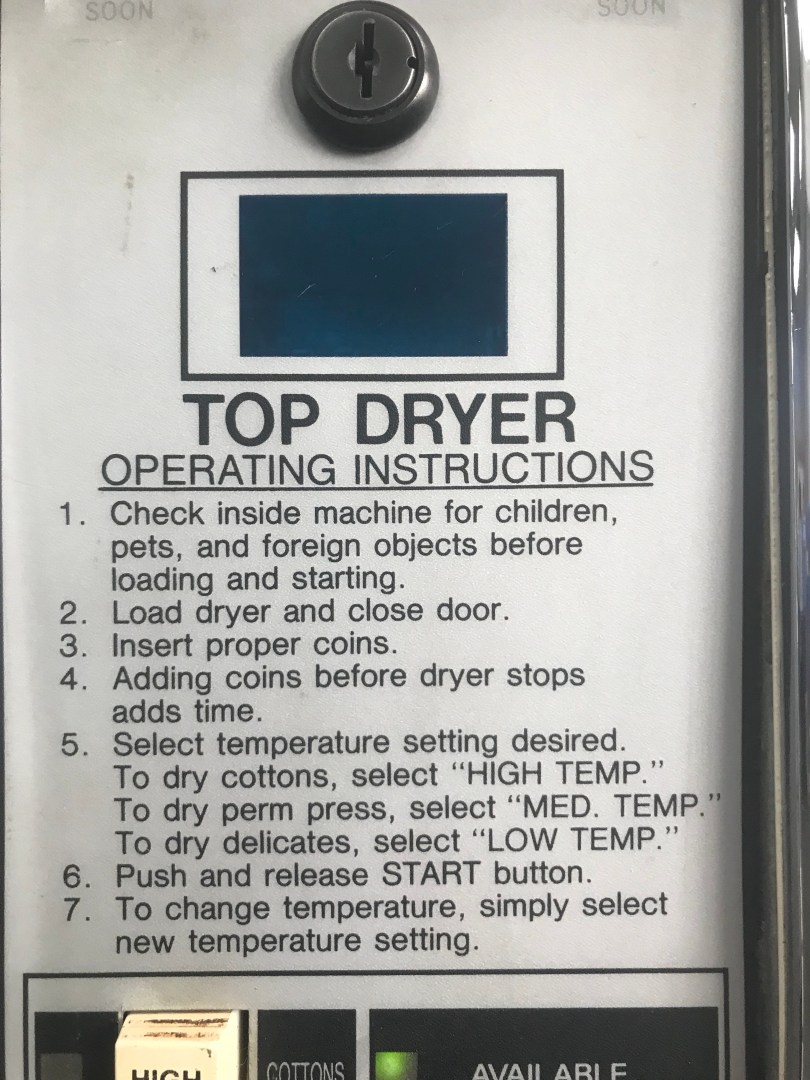 SOON SOON
TOP DRYER
OPERATING INSTRUCTIONS
1. Check inside machine for children,
pets, and foreign objects before
loading and starting.
2. Load dryer and close door.
3. Insert proper coins.
4. Adding coins before dryer stops
adds time.
5. Select temperature setting desired.
To dry cottons, select “HIGH TEMP.”
To dry perm press, select “MED. TEMP.”
To dry delicates, select “LOW TEMP.”
6. Push and release START button.
7. To change temperature, simply select
new temperature setting.
HIGH COTTONS AVAILABLE